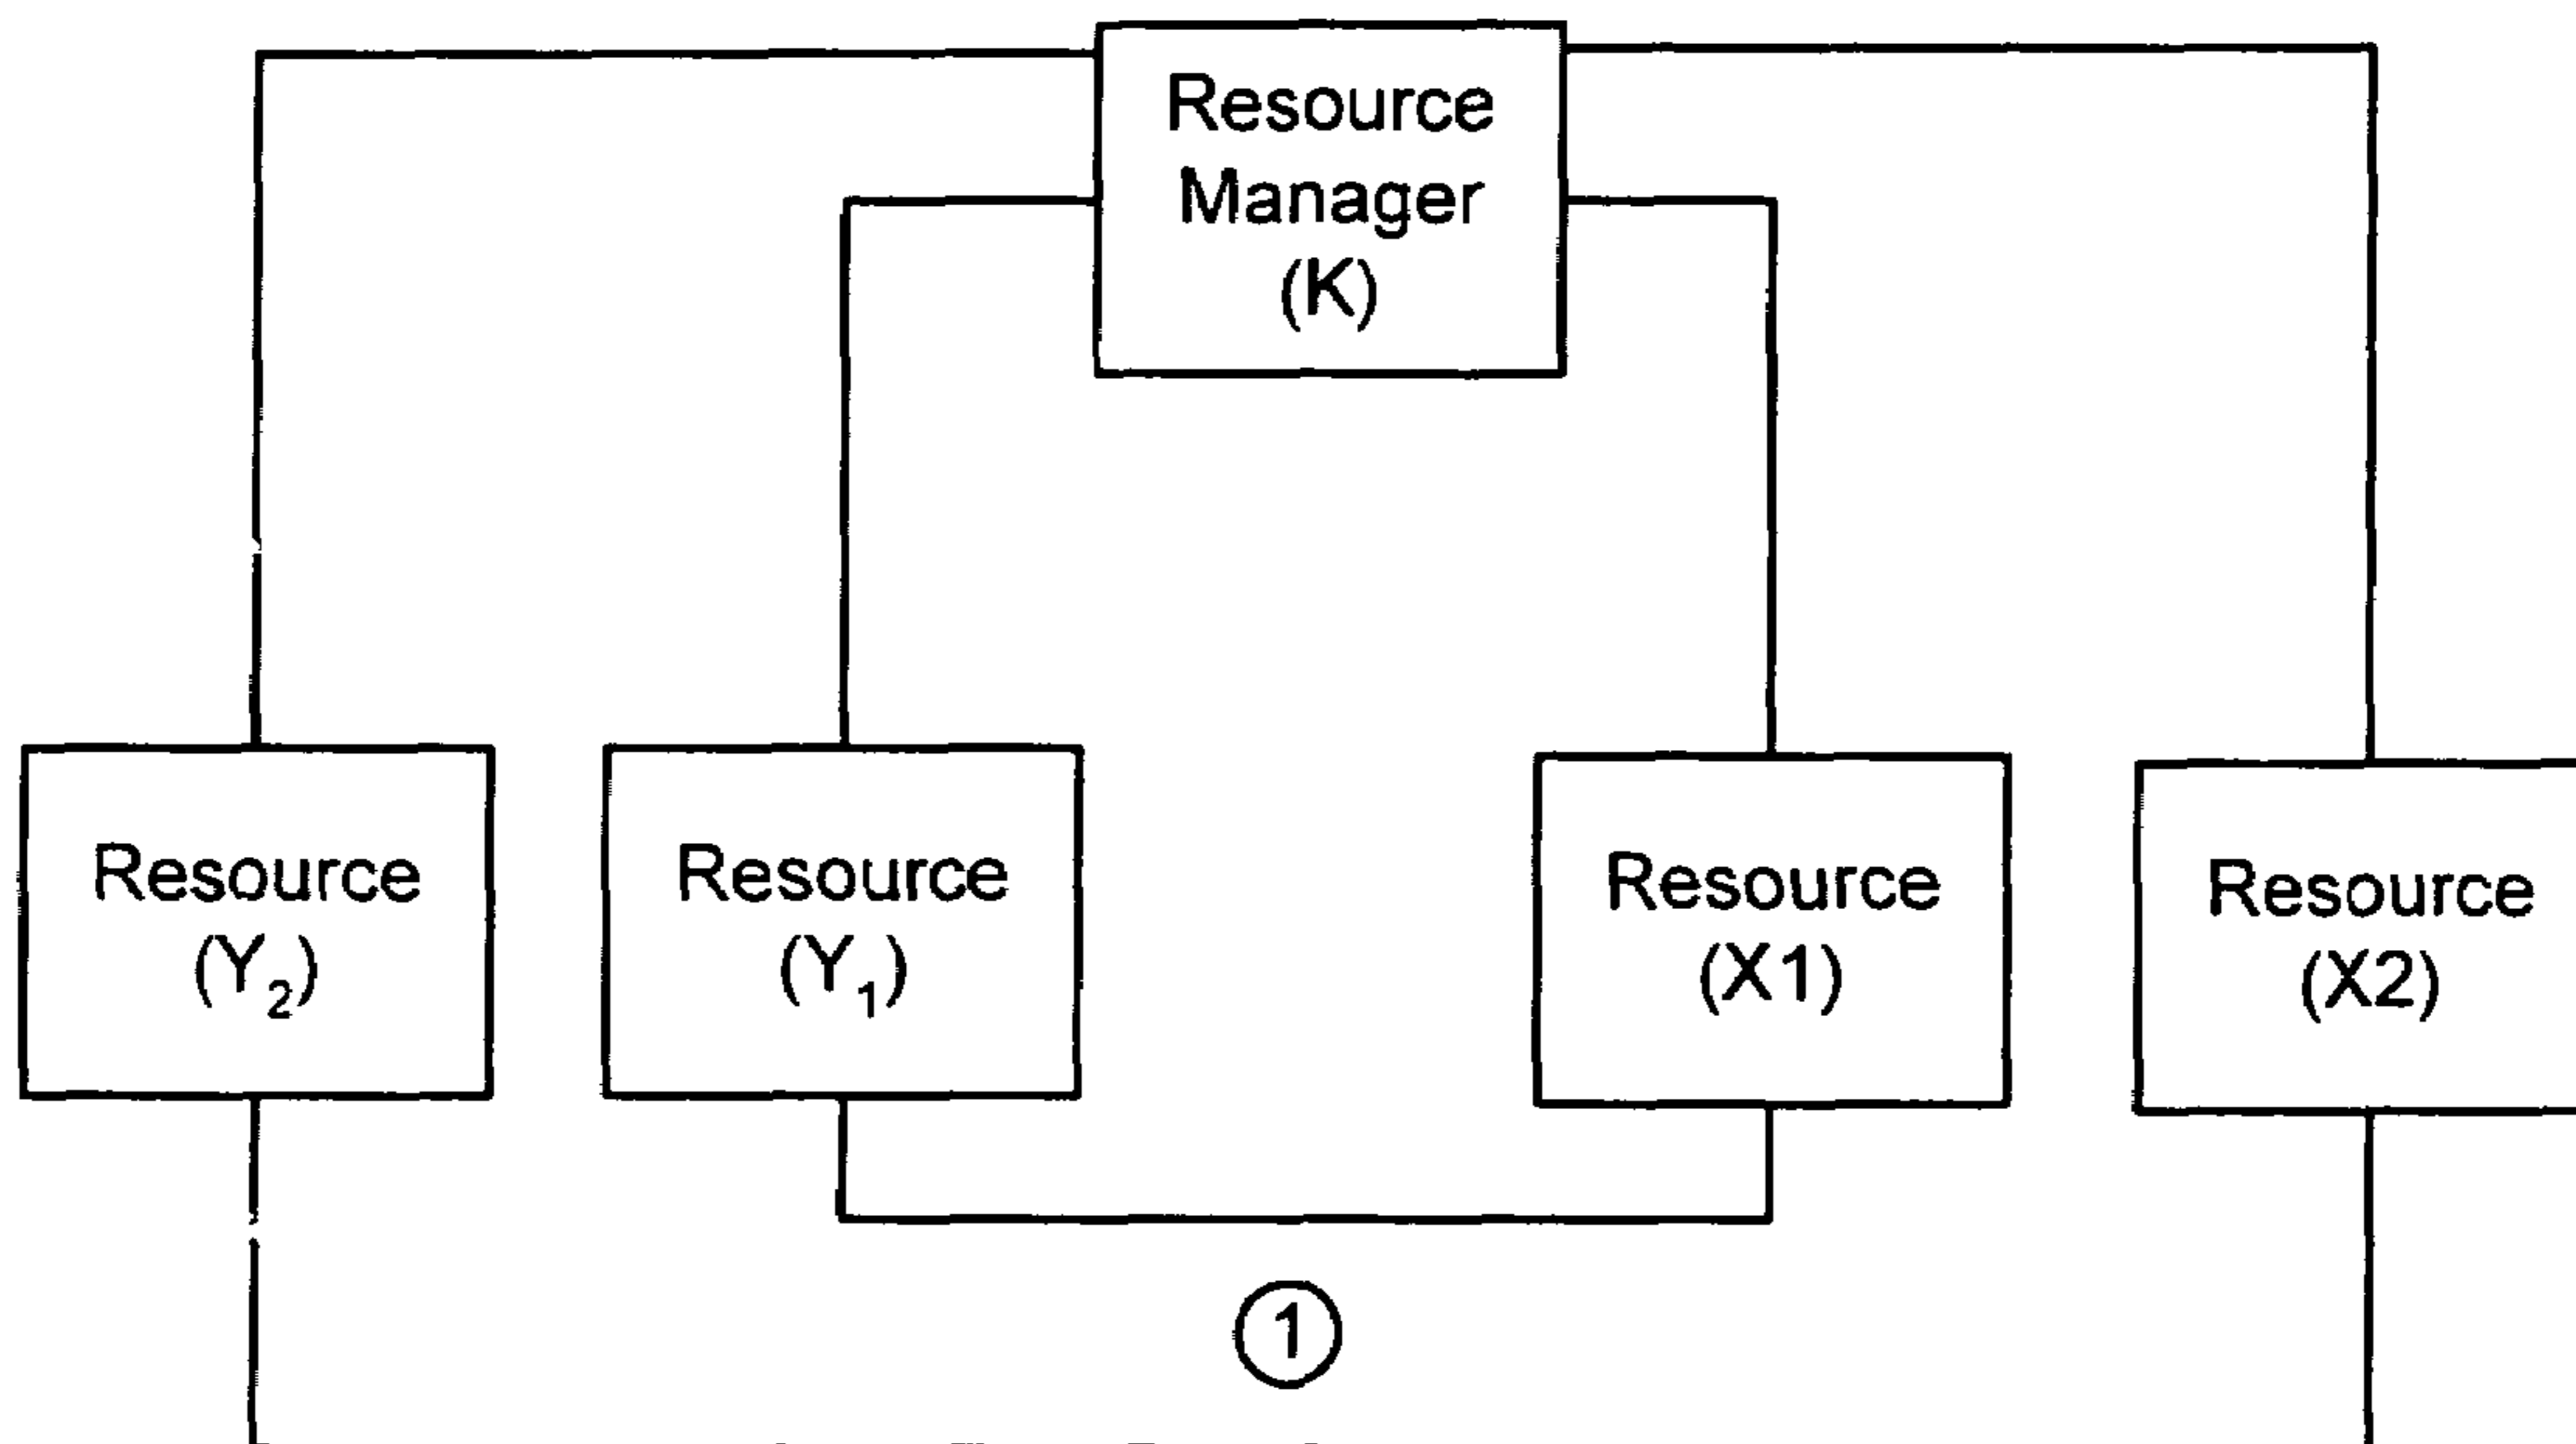 Resource
Manager
(K)
Resource
(Y₂)
Resource
(Y₁)
Resource
(X1)
Resource
(X2)
①